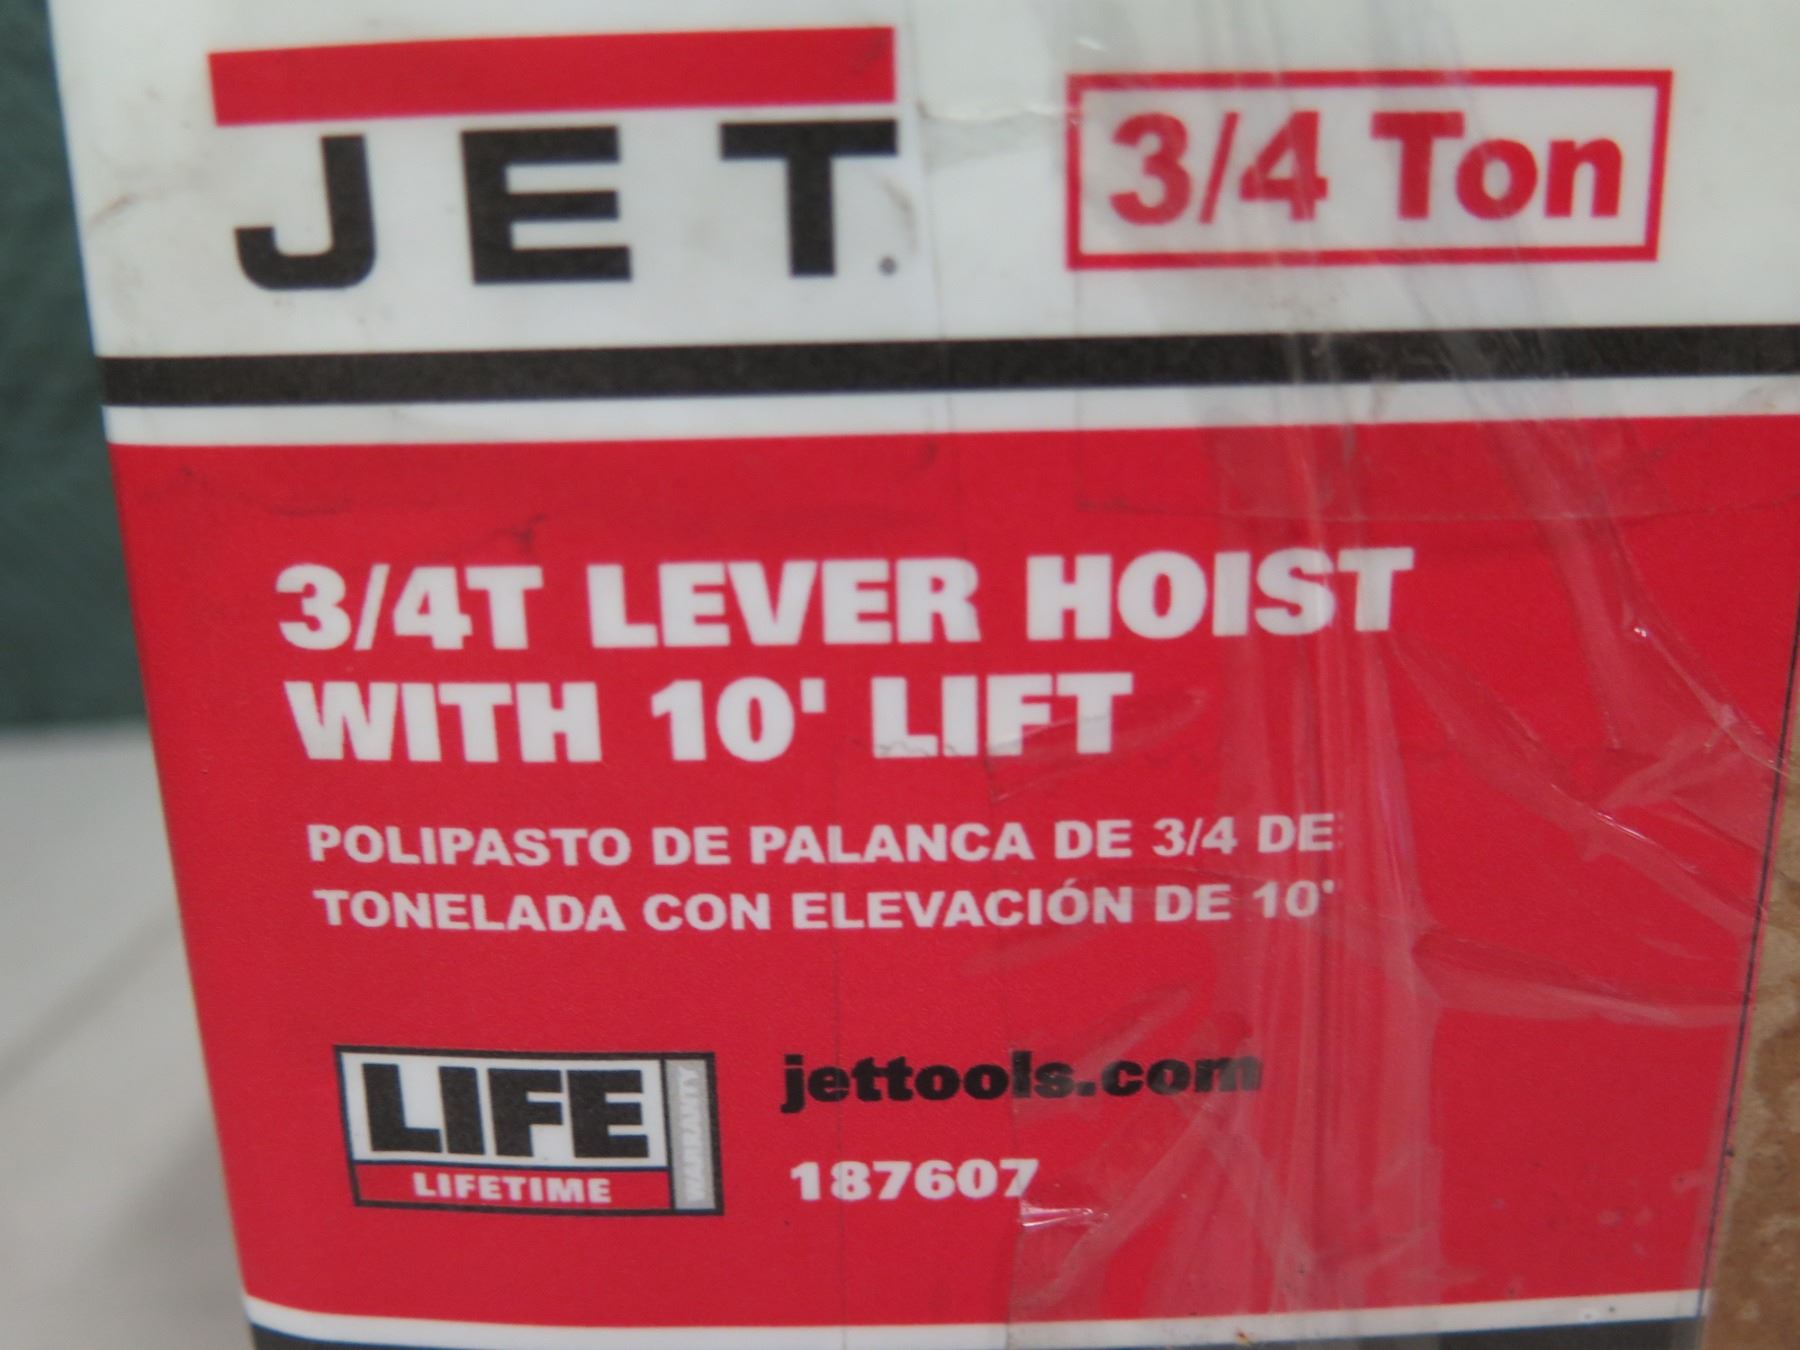 JET
3/4 Ton
3/4T LEVER HOIST
WITH 10' LIFT
POLIPASTO DE PALANCA DE 3/4 DE
TONELADA CON ELEVACIÓN DE 10'
LIFE
LIFETIME
WARRANTY
jettools.com
187607